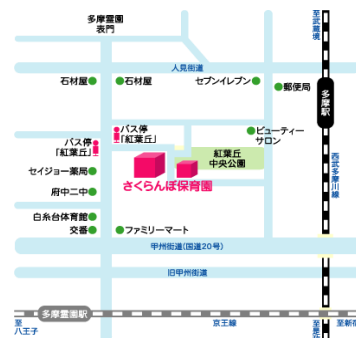 多摩霊園
表門
至武蔵境
人見街道
石材屋
石材屋
セブンイレブン
郵便局
多摩駅
バス停
「紅葉丘」
バス停
「紅葉丘」
ビューティー
サロン
紅葉丘
中央公園
西武多摩川線
セイジョー薬局
さくらんぼ保育園
府中二中
白糸台体育館
交番
ファミリーマート
甲州街道(国道20号)
旧甲州街道
多摩霊園駅
京王線
至
八王子